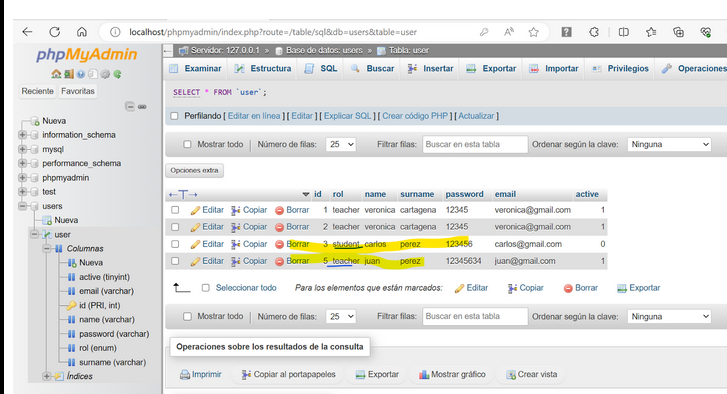 localhost/phpmyadmin/index.php?route=/table/sql&db=users&table=user
phpMyAdmin
Reciente Favoritas
Nueva
information_schema
mysql
performance_schema
phpmyadmin
test
users
Nueva
user
Columnas
Nueva
active (tinyint)
email (varchar)
id (PRI, int)
name (varchar)
password (varchar)
rol (enum)
surname (varchar)
Índices
Servidor: 127.0.0.1 » Base de datos: users » Tabla: user
Examinar Estructura SQL Buscar Insertar Exportar Importar Privilegios Operaciones
SELECT * FROM `user`;
Perfilando [ Editar en línea ] [ Editar ] [ Explicar SQL ] [ Crear código PHP ] [ Actualizar ]
Mostrar todo Número de filas: 25 Filtrar filas: Buscar en esta tabla Ordenar según la clave: Ninguna
Opciones extra
id rol name surname password email active
Editar Copiar Borrar 1 teacher veronica cartagena 12345 veronica@gmail.com 1
Editar Copiar Borrar 2 teacher veronica cartagena 12345 veronica@gmail.com 1
Editar Copiar Borrar 3 student carlos perez 123456 carlos@gmail.com 0
Editar Copiar Borrar 5 teacher juan perez 12345634 juan@gmail.com 1
Seleccionar todo Para los elementos que están marcados: Editar Copiar Borrar Exportar
Mostrar todo Número de filas: 25 Filtrar filas: Buscar en esta tabla Ordenar según la clave: Ninguna
Operaciones sobre los resultados de la consulta
Imprimir Copiar al portapapeles Exportar Mostrar gráfico Crear vista